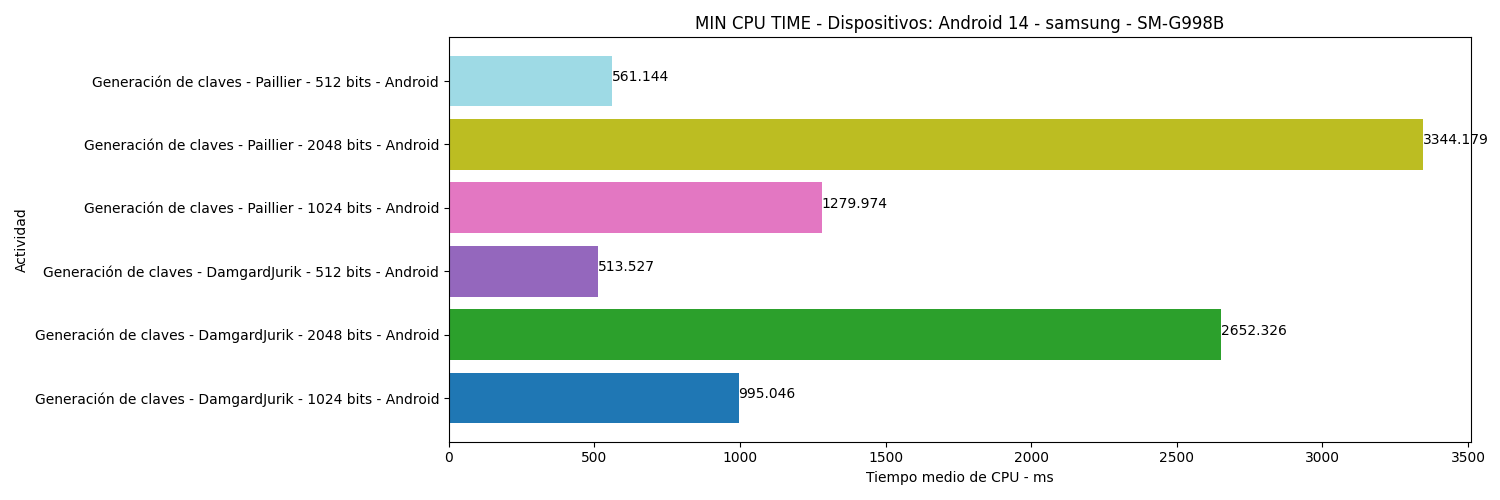 MIN CPU TIME - Dispositivos: Android 14 - samsung - SM-G998B
Generación de claves - Paillier - 512 bits - Android
561.144
Generación de claves - Paillier - 2048 bits - Android
3344.179
Generación de claves - Paillier - 1024 bits - Android
1279.974
Generación de claves - DamgardJurik - 512 bits - Android
513.527
Generación de claves - DamgardJurik - 2048 bits - Android
2652.326
Generación de claves - DamgardJurik - 1024 bits - Android
995.046
Actividad
0 500 1000 1500 2000 2500 3000 3500
Tiempo medio de CPU - ms